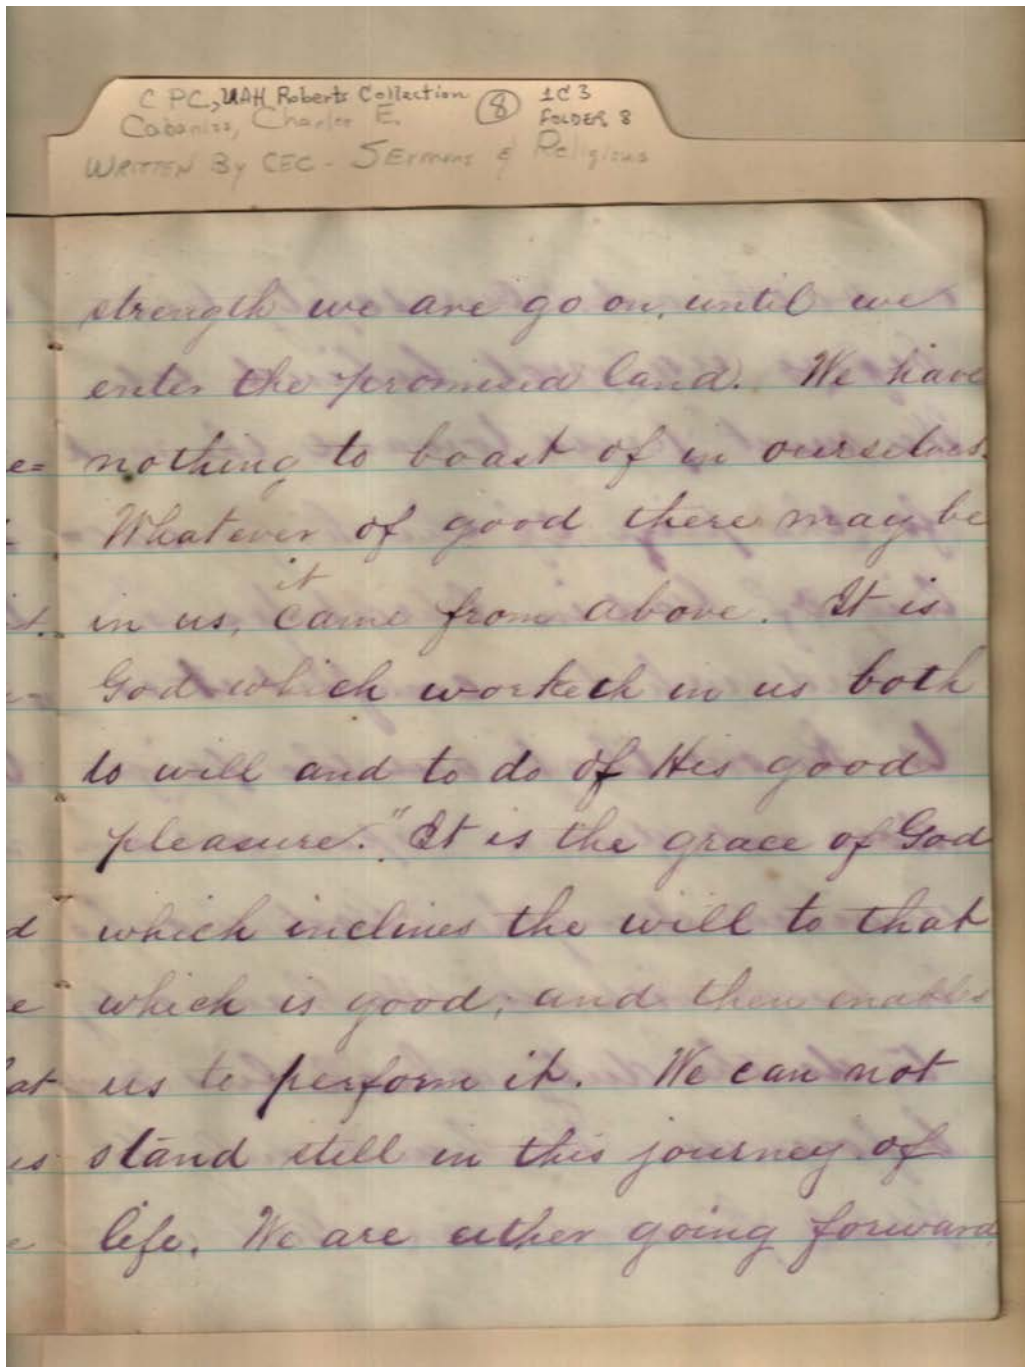 C PC, UAH Roberts Collection (8) 1C3
Cabaniss, Charles E. FOLDER 8
WRITTEN By CEC - SErmons & Religious
strength we are go on, until we
enter the promised land. We have
e= nothing to boast of in ourselves.
Whatever of good there may be
it
t. in us, came from above. It is
God which worketh in us both
to will and to do of His good
pleasure." It is the grace of God
d which inclines the will to that
e which is good; and then enables
at us to perform it. We can not
is stand still in this journey of
e life. We are either going forward